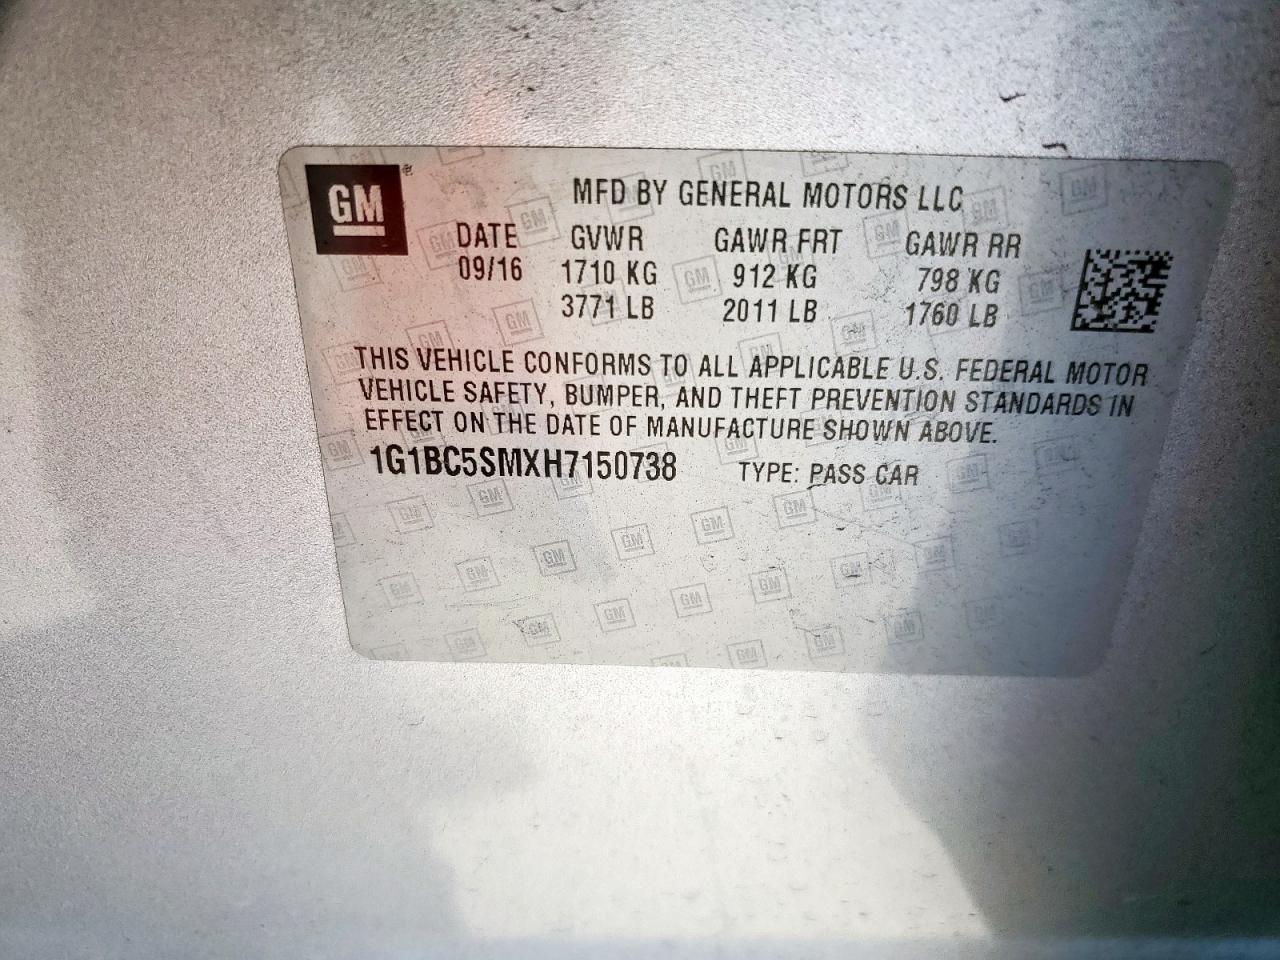 GM
MFD BY GENERAL MOTORS LLC
DATE GVWR GAWR FRT GAWR RR
09/16 1710 KG 912 KG 798 KG
3771 LB 2011 LB 1760 LB
THIS VEHICLE CONFORMS TO ALL APPLICABLE U.S. FEDERAL MOTOR
VEHICLE SAFETY, BUMPER, AND THEFT PREVENTION STANDARDS IN
EFFECT ON THE DATE OF MANUFACTURE SHOWN ABOVE.
1G1BC5SMXH7150738 TYPE: PASS CAR